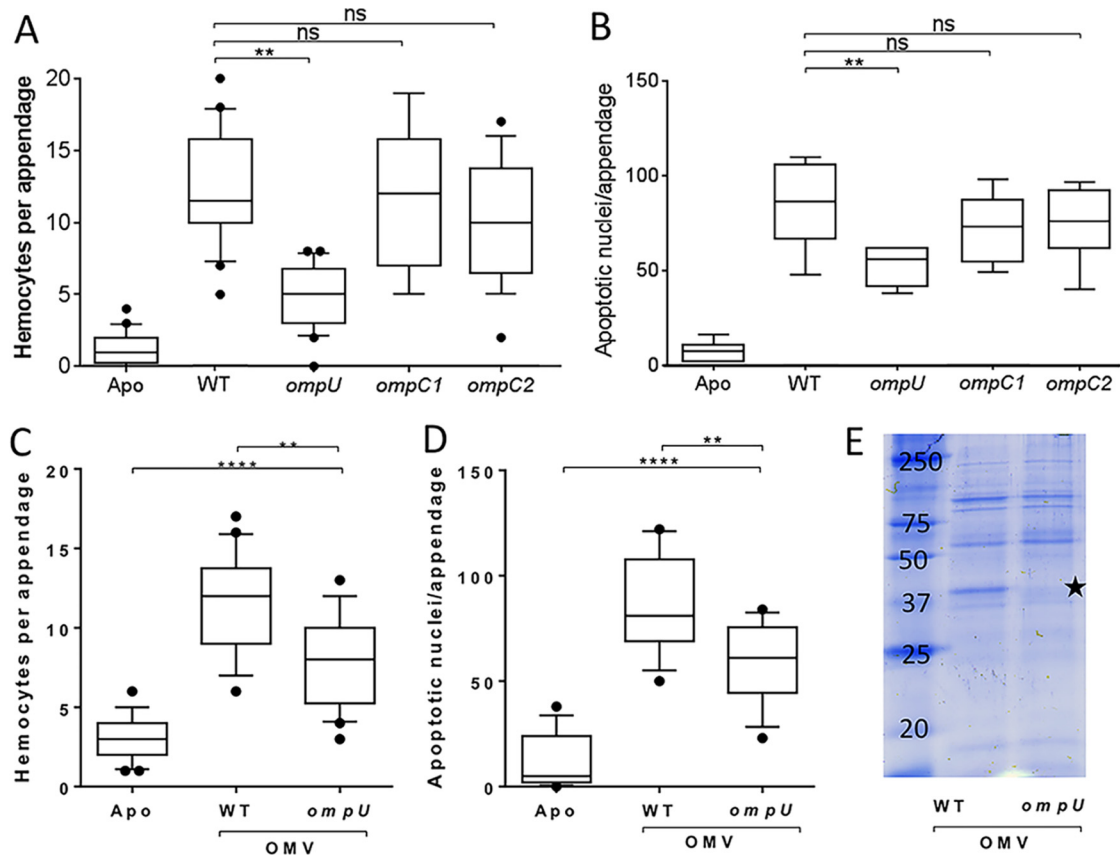 A
ns
ns
**
Hemocytes per appendage
20
15
10
5
0
Apo WT ompU ompC1 ompC2
B
ns
ns
**
Apoptotic nuclei/appendage
150
100
50
0
Apo WT ompU ompC1 ompC2
C
**
****
Hemocytes per appendage
20
15
10
5
0
Apo WT ompU
OMV
D
**
****
Apoptotic nuclei/appendage
150
100
50
0
Apo WT ompU
OMV
E
250
75
50
37
25
20
WT ompU
OMV